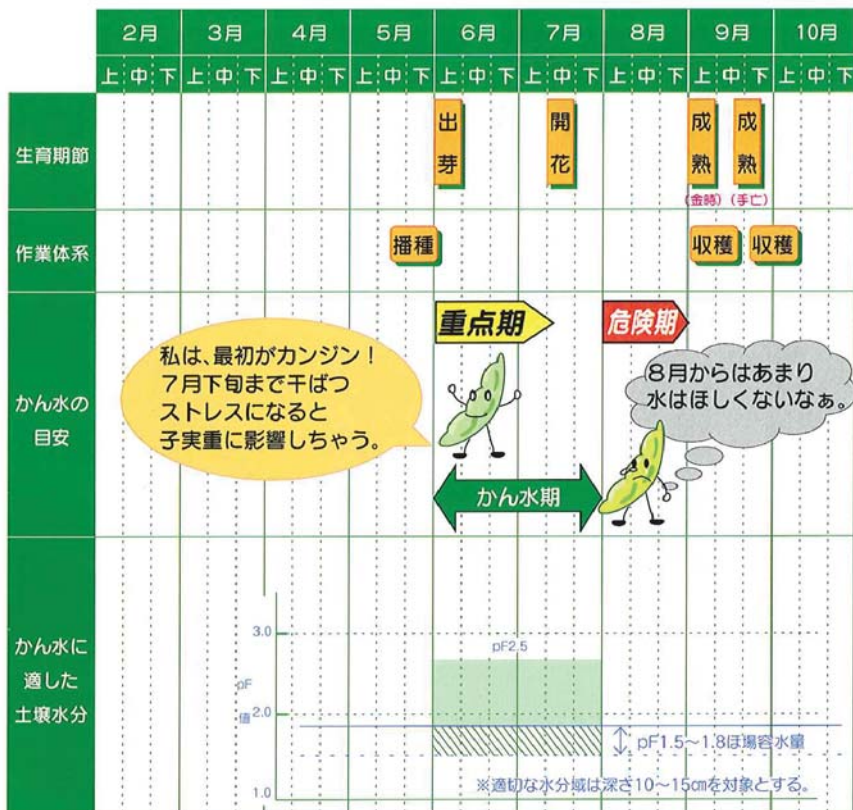 2月 3月 4月 5月 6月 7月 8月 9月 10月
上 中 下 上 中 下 上 中 下 上 中 下 上 中 下 上 中 下 上 中 下 上 中 下 上 中 下
生育期節
出芽
開花
成熟
成熟
(金時)(手亡)
作業体系
播種
収穫
収穫
かん水の
目安
重点期
危険期
私は、最初がカンジン!
7月下旬まで干ばつ
ストレスになると
子実重に影響しちゃう。
8月からはあまり
水はほしくないなぁ。
かん水期
かん水に
適した
土壌水分
3.0
pF2.5
pF
値
2.0
pF1.5~1.8ほ場容水量
※適切な水分域は深さ10~15cmを対象とする。
1.0